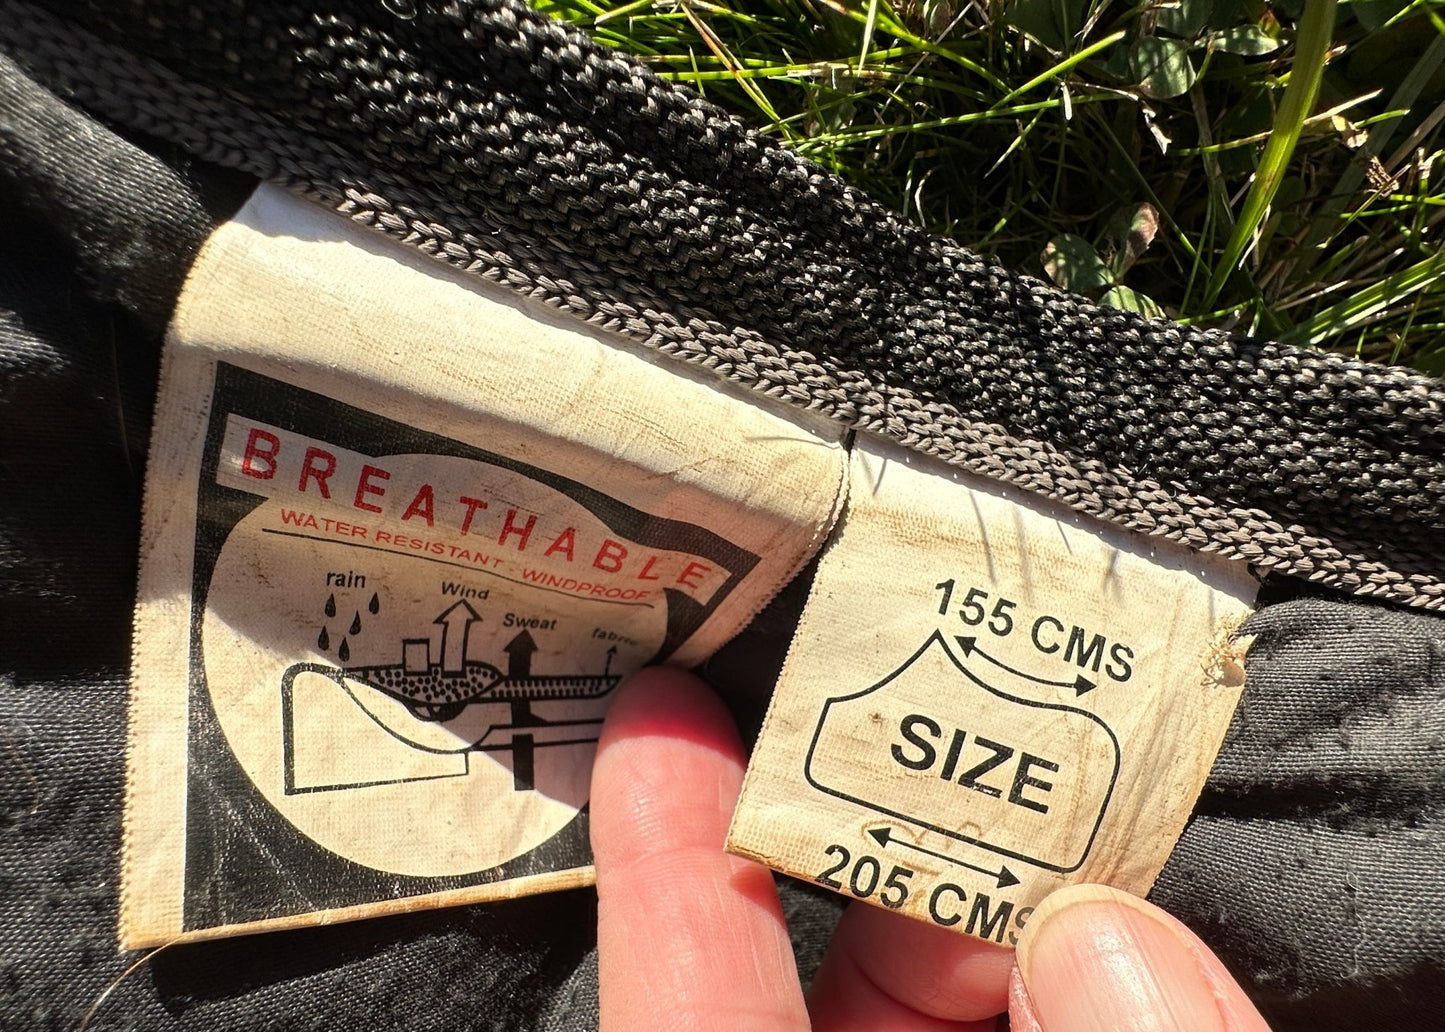 BREATHABLE
WATER RESISTANT . WINDPROOF
rain
Wind
Sweat
155 CMS
SIZE
205 CMS